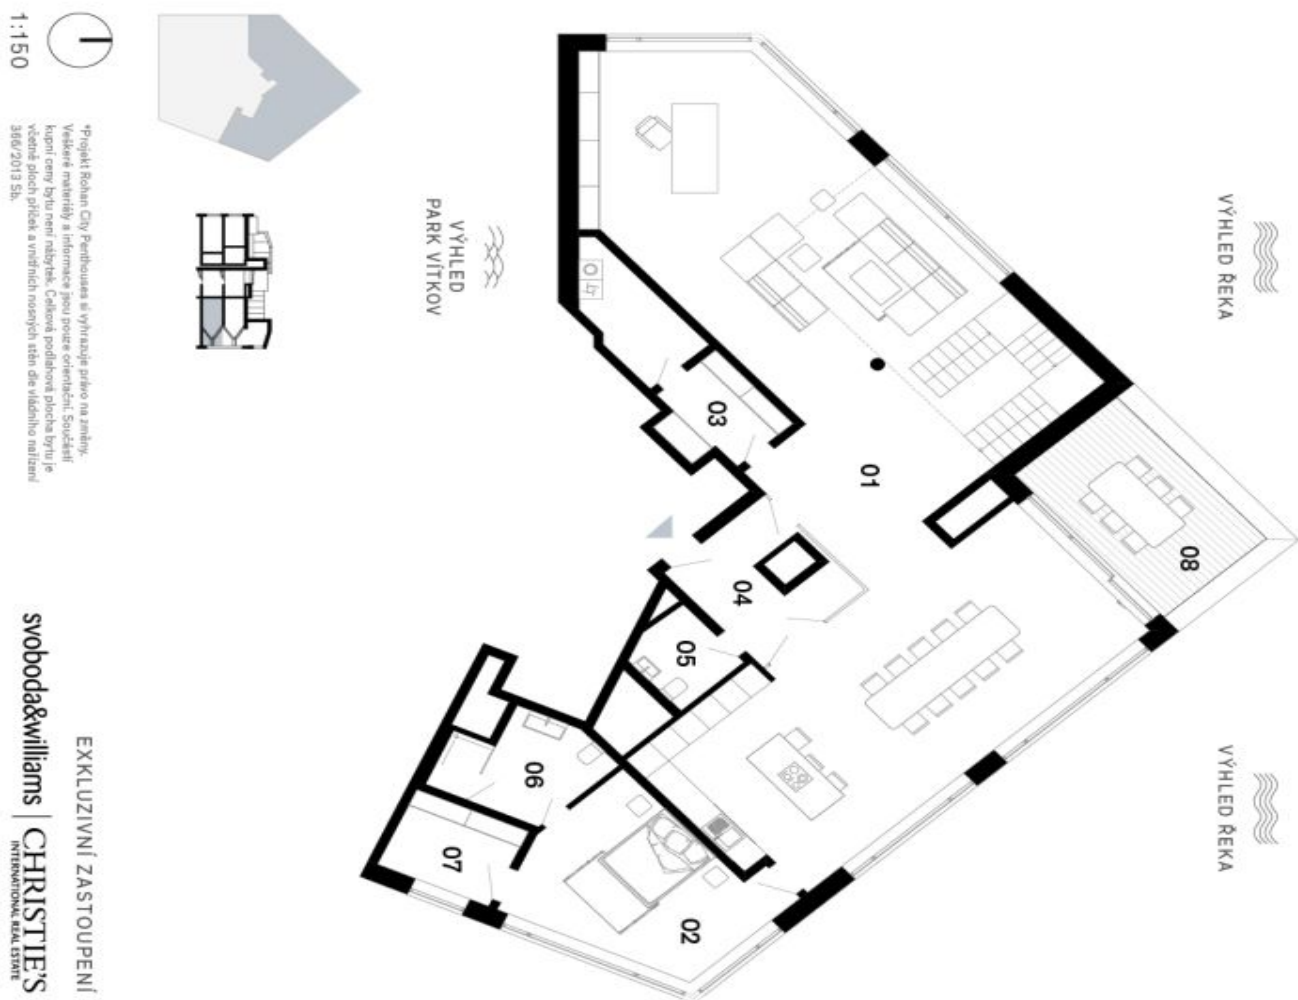 1:150
*Projekt Rohan City Penthouses si vyhrazuje právo na změny.
Veškeré materiály a informace jsou pouze orientační. Součástí
kupní ceny bytu není nábytek. Celková podlahová plocha bytu je
včetně ploch příček a vnitřních nosných stěn dle vládního nařízení
366/2013 Sb.
VÝHLED
PARK VÍTKOV
VÝHLED ŘEKA
VÝHLED ŘEKA
01
02
03
04
05
06
07
08
EXKLUZIVNÍ ZASTOUPENÍ
svoboda&williams | CHRISTIE'S
INTERNATIONAL REAL ESTATE